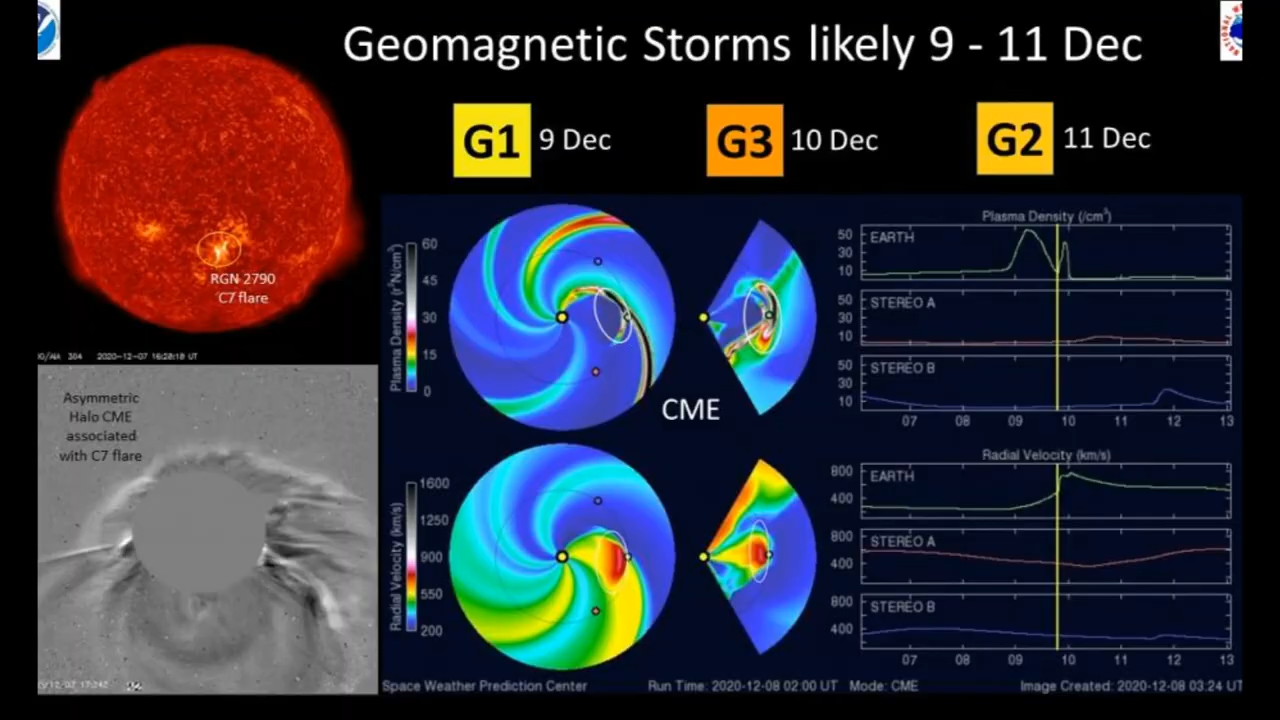 Geomagnetic Storms likely 9 - 11 Dec
G1 9 Dec
G3 10 Dec
G2 11 Dec
RGN 2790
C7 flare
304 2020-12-07 16:28:18 UT
Asymmetric
Halo CME
associated
with C7 flare
Plasma Density (r²N/cm³)
60
45
30
15
0
CME
Radial Velocity (km/s)
1600
1250
900
550
200
Plasma Density (/cm³)
EARTH
50
30
10
STEREO A
50
30
10
STEREO B
50
30
10
07 08 09 10 11 12 13
Radial Velocity (km/s)
EARTH
800
400
STEREO A
800
400
STEREO B
800
400
07 08 09 10 11 12 13
Space Weather Prediction Center
Run Time: 2020-12-08 02:00 UT Mode: CME
Image Created: 2020-12-08 03:24 UT